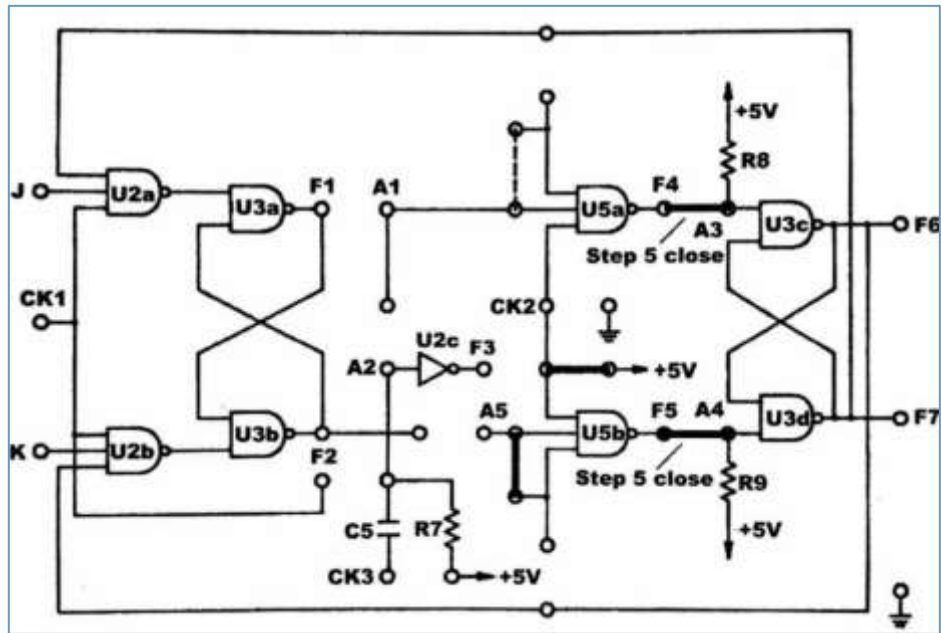 +5V
R8
J
U2a
U3a
F1
A1
U5a
F4
A3
U3c
F6
Step 5 close
CK1
CK2
U2c
A2
F3
+5V
A5
F5
A4
K
U2b
U3b
F2
U5b
U3d
F7
Step 5 close
R9
C5
R7
CK3
+5V
+5V